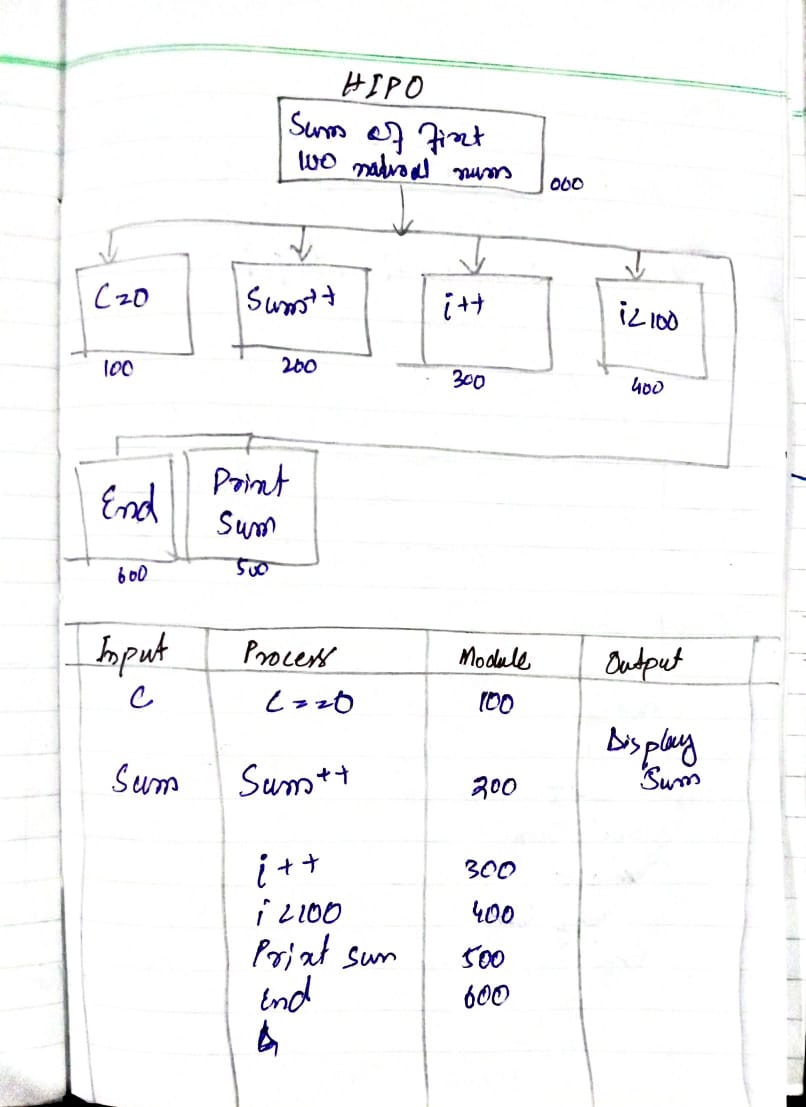 HIPO
Sum of first
100 natural nums
000
C=0
Sum++
i++
i<100
100
200
300
400
End
Print
Sum
600
500
Input Process Module Output
C C==0 100
Display
Sum Sum++ 200 Sum
i++ 300
i<100 400
Print sum 500
End 600